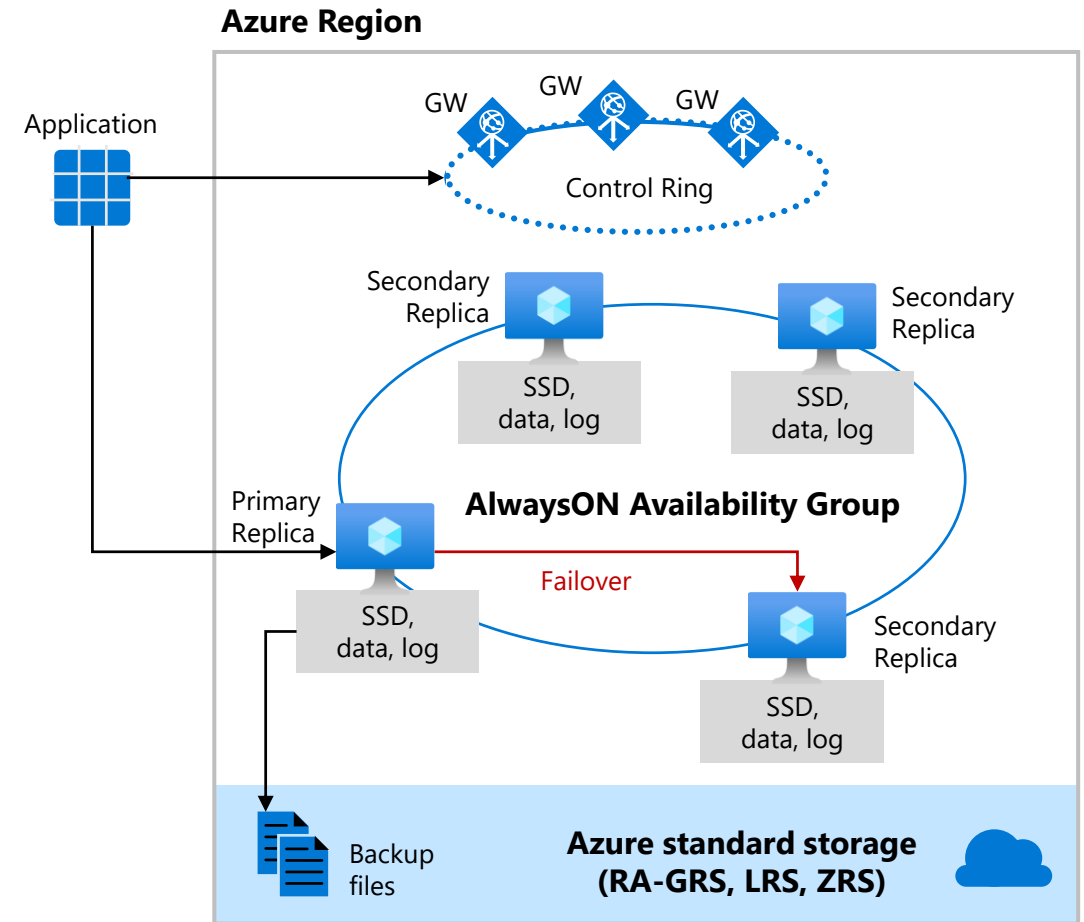 Azure Region
Application
GW
GW
GW
Control Ring
Secondary
Replica
Secondary
Replica
SSD,
data, log
SSD,
data, log
Primary
Replica
AlwaysON Availability Group
Failover
SSD,
data, log
Secondary
Replica
SSD,
data, log
Backup
files
Azure standard storage
(RA-GRS, LRS, ZRS)